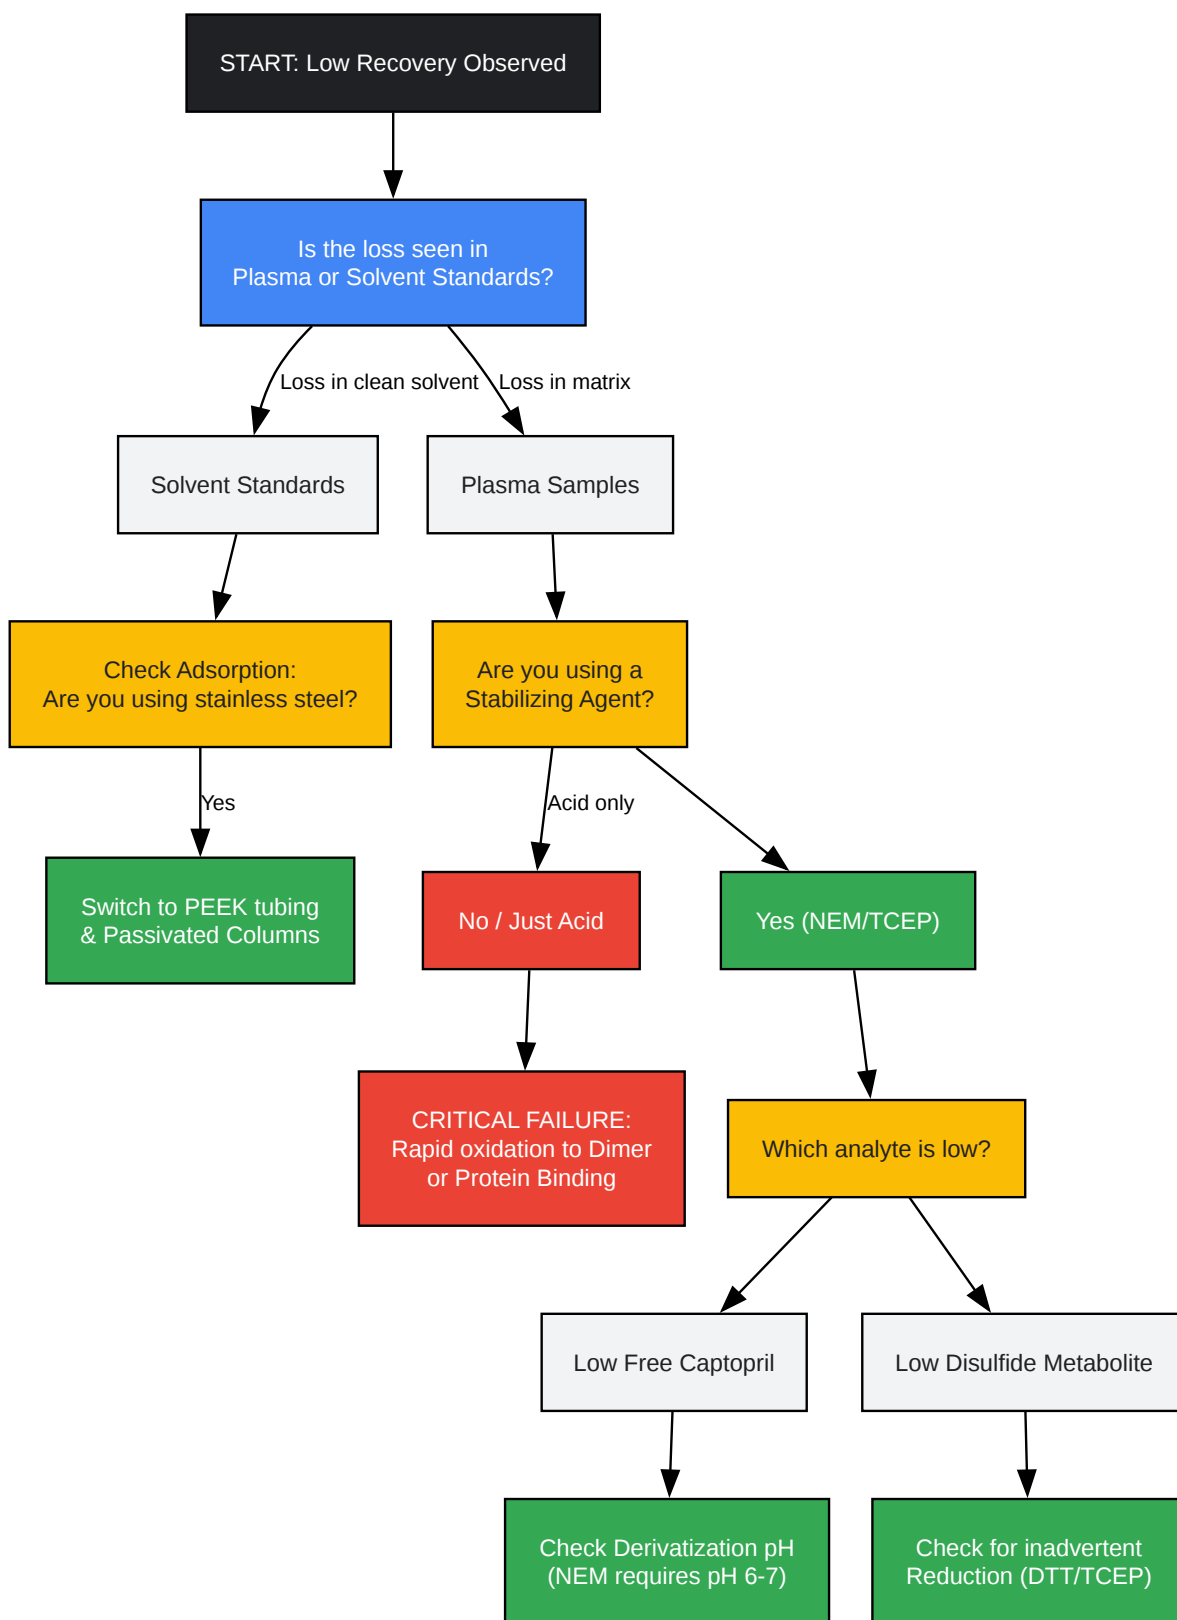 START: Low Recovery Observed
Is the loss seen in
Plasma or Solvent Standards?
Loss in clean solvent
Loss in matrix
Solvent Standards
Plasma Samples
Check Adsorption:
Are you using stainless steel?
Are you using a
Stabilizing Agent?
Yes
Acid only
Switch to PEEK tubing
& Passivated Columns
No / Just Acid
Yes (NEM/TCEP)
CRITICAL FAILURE:
Rapid oxidation to Dimer
or Protein Binding
Which analyte is low?
Low Free Captopril
Low Disulfide Metabolite
Check Derivatization pH
(NEM requires pH 6-7)
Check for inadvertent
Reduction (DTT/TCEP)